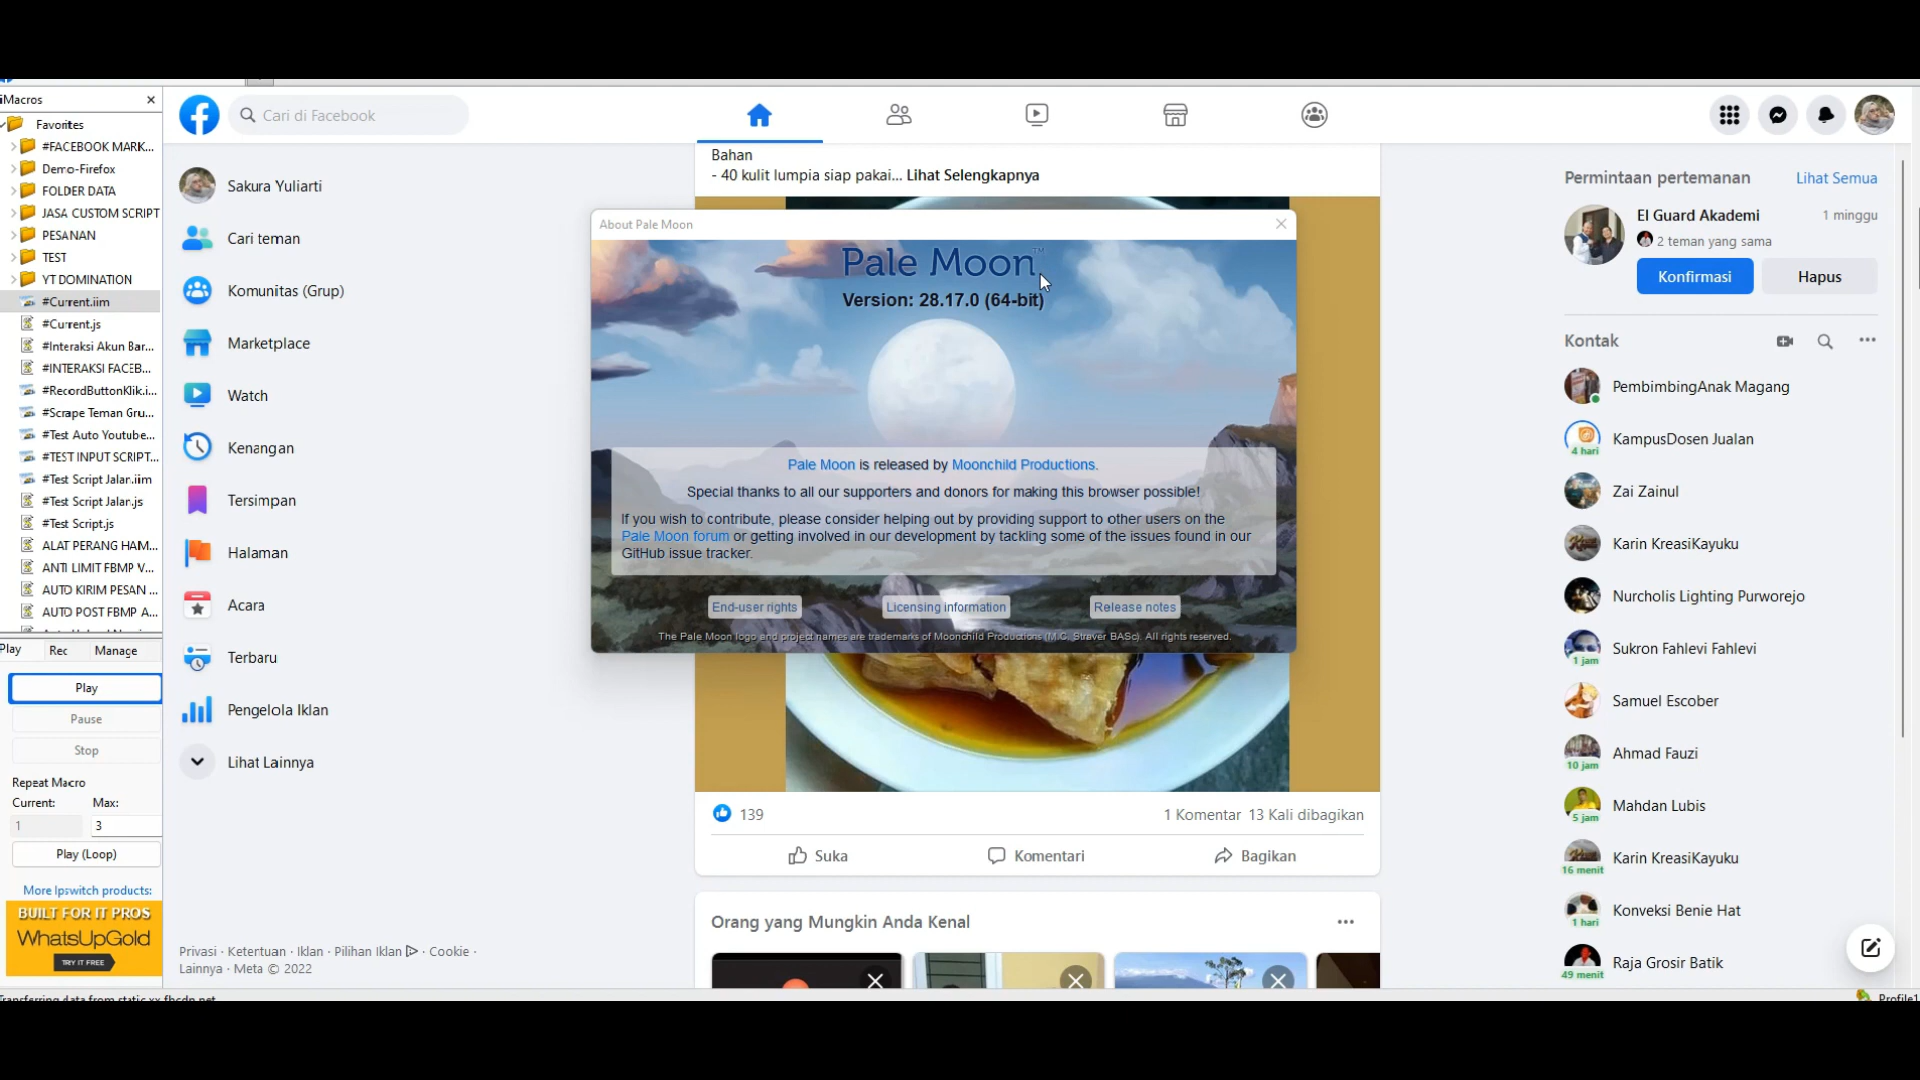 iMacros
Favorites
#FACEBOOK MARK...
Demo-Firefox
FOLDER DATA
JASA CUSTOM SCRIPT
PESANAN
TEST
YT DOMINATION
#Current.iim
#Current.js
#Interaksi Akun Bar...
#INTERAKSI FACEB...
#RecordButtonKlik.i...
#Scrape Teman Gru...
#Test Auto Youtube...
#TEST INPUT SCRIPT...
#Test Script Jalan.iim
#Test Script Jalan.js
#Test Script.js
ALAT PERANG HAM...
ANTI LIMIT FBMP V...
AUTO KIRIM PESAN ...
AUTO POST FBMP A...
Play Rec Manage
Play
Pause
Stop
Repeat Macro
Current: Max:
1 3
Play (Loop)
More Ipswitch products:
BUILT FOR IT PROS
WhatsUpGold
TRY IT FREE
Transferring data from static.xx.fbcdn.net
Cari di Facebook
Sakura Yuliarti
Cari teman
Komunitas (Grup)
Marketplace
Watch
Kenangan
Tersimpan
Halaman
Acara
Terbaru
Pengelola Iklan
Lihat Lainnya
Privasi · Ketentuan · Iklan · Pilihan Iklan · Cookie ·
Lainnya · Meta © 2022
Bahan
- 40 kulit lumpia siap pakai... Lihat Selengkapnya
About Pale Moon
Pale Moon™
Version: 28.17.0 (64-bit)
Pale Moon is released by Moonchild Productions.
Special thanks to all our supporters and donors for making this browser possible!
If you wish to contribute, please consider helping out by providing support to other users on the
Pale Moon forum or getting involved in our development by tackling some of the issues found in our
GitHub issue tracker.
End-user rights Licensing information Release notes
The Pale Moon logo and project names are trademarks of Moonchild Productions (M.C. Straver BASc). All rights reserved.
139 1 Komentar 13 Kali dibagikan
Suka Komentari Bagikan
Orang yang Mungkin Anda Kenal
Permintaan pertemanan Lihat Semua
El Guard Akademi 1 minggu
2 teman yang sama
Konfirmasi Hapus
Kontak
PembimbingAnak Magang
KampusDosen Jualan
4 hari
Zai Zainul
Karin KreasiKayuku
Nurcholis Lighting Purworejo
Sukron Fahlevi Fahlevi
1 jam
Samuel Escober
Ahmad Fauzi
10 jam
Mahdan Lubis
5 jam
Karin KreasiKayuku
16 menit
Konveksi Benie Hat
1 hari
Raja Grosir Batik
49 menit
Profile1